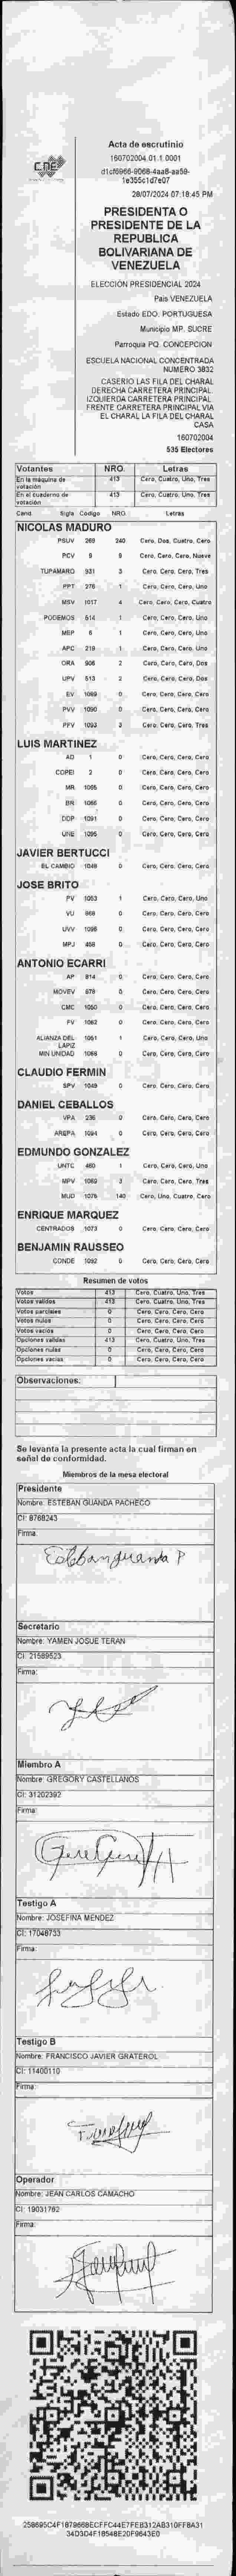 CNE
Acta de escrutinio
160702004.01.1.0001
d1cf6966-9068-4aa8-aa59-
1e355c1d7e07
28/07/2024 07:18:45 PM
PRESIDENTA O
PRESIDENTE DE LA
REPUBLICA
BOLIVARIANA DE
VENEZUELA
ELECCIÓN PRESIDENCIAL 2024
Pais VENEZUELA
Estado EDO. PORTUGUESA
Municipio MP. SUCRE
Parroquia PQ. CONCEPCION
ESCUELA NACIONAL CONCENTRADA
NUMERO 3832
CASERIO LAS FILA DEL CHARAL
DERECHA CARRETERA PRINCIPAL.
IZQUIERDA CARRETERA PRINCIPAL.
FRENTE CARRETERA PRINCIPAL VIA
EL CHARAL LA FILA DEL CHARAL
CASA
160702004
535 Electores
Votantes NRO. Letras
En la máquina de votación 413 Cero, Cuatro, Uno, Tres
En el cuaderno de votación 413 Cero, Cuatro, Uno, Tres
Cand. Sigla Código NRO. Letras
NICOLAS MADURO
PSUV 268 240 Cero, Dos, Cuatro, Cero
PCV 9 9 Cero, Cero, Cero, Nueve
TUPAMARO 931 3 Cero, Cero, Cero, Tres
PPT 276 1 Cero, Cero, Cero, Uno
MSV 1017 4 Cero, Cero, Cero, Cuatro
PODEMOS 514 1 Cero, Cero, Cero, Uno
MEP 6 1 Cero, Cero, Cero, Uno
APC 219 1 Cero, Cero, Cero, Uno
ORA 906 2 Cero, Cero, Cero, Dos
UPV 513 2 Cero, Cero, Cero, Dos
EV 1089 0 Cero, Cero, Cero, Cero
PVV 1090 0 Cero, Cero, Cero, Cero
PFV 1093 3 Cero, Cero, Cero, Tres
LUIS MARTINEZ
AD 1 0 Cero, Cero, Cero, Cero
COPEI 2 0 Cero, Cero, Cero, Cero
MR 1055 0 Cero, Cero, Cero, Cero
BR 1056 0 Cero, Cero, Cero, Cero
DDP 1091 0 Cero, Cero, Cero, Cero
UNE 1095 0 Cero, Cero, Cero, Cero
JAVIER BERTUCCI
EL CAMBIO 1048 0 Cero, Cero, Cero, Cero
JOSE BRITO
PV 1053 1 Cero, Cero, Cero, Uno
VU 968 0 Cero, Cero, Cero, Cero
UVV 1098 0 Cero, Cero, Cero, Cero
MPJ 458 0 Cero, Cero, Cero, Cero
ANTONIO ECARRI
AP 814 0 Cero, Cero, Cero, Cero
MOVEV 578 0 Cero, Cero, Cero, Cero
CMC 1050 0 Cero, Cero, Cero, Cero
FV 1062 0 Cero, Cero, Cero, Cero
ALIANZA DEL LAPIZ 1061 1 Cero, Cero, Cero, Uno
MIN UNIDAD 1066 0 Cero, Cero, Cero, Cero
CLAUDIO FERMIN
SPV 1049 0 Cero, Cero, Cero, Cero
DANIEL CEBALLOS
VPA 236 0 Cero, Cero, Cero, Cero
AREPA 1094 0 Cero, Cero, Cero, Cero
EDMUNDO GONZALEZ
UNTC 460 1 Cero, Cero, Cero, Uno
MPV 1069 3 Cero, Cero, Cero, Tres
MUD 1076 140 Cero, Uno, Cuatro, Cero
ENRIQUE MARQUEZ
CENTRADOS 1073 0 Cero, Cero, Cero, Cero
BENJAMIN RAUSSEO
CONDE 1092 0 Cero, Cero, Cero, Cero
Resumen de votos
Votos 413 Cero, Cuatro, Uno, Tres
Votos validos 413 Cero, Cuatro, Uno, Tres
Votos parciales 0 Cero, Cero, Cero, Cero
Votos nulos 0 Cero, Cero, Cero, Cero
Votos vacios 0 Cero, Cero, Cero, Cero
Opciones validas 413 Cero, Cuatro, Uno, Tres
Opciones nulas 0 Cero, Cero, Cero, Cero
Opciones vacias 0 Cero, Cero, Cero, Cero
Observaciones:
Se levanta la presente acta la cual firman en
señal de conformidad.
Miembros de la mesa electoral
Presidente
Nombre: ESTEBAN GUANDA PACHECO
CI: 8768243
Firma:
Estebanguanda P
Secretario
Nombre: YAMEN JOSUE TERAN
CI: 21589523
Firma:
Miembro A
Nombre: GREGORY CASTELLANOS
CI: 31202392
Firma:
Testigo A
Nombre: JOSEFINA MENDEZ
CI: 17048733
Firma:
Testigo B
Nombre: FRANCISCO JAVIER GRATEROL
CI: 11400110
Firma:
Operador
Nombre: JEAN CARLOS CAMACHO
CI: 19031762
Firma:
258695C4F1879668ECFFC44E7FEB312AB310FF8A31
34D3D4F18548E20F9643E0